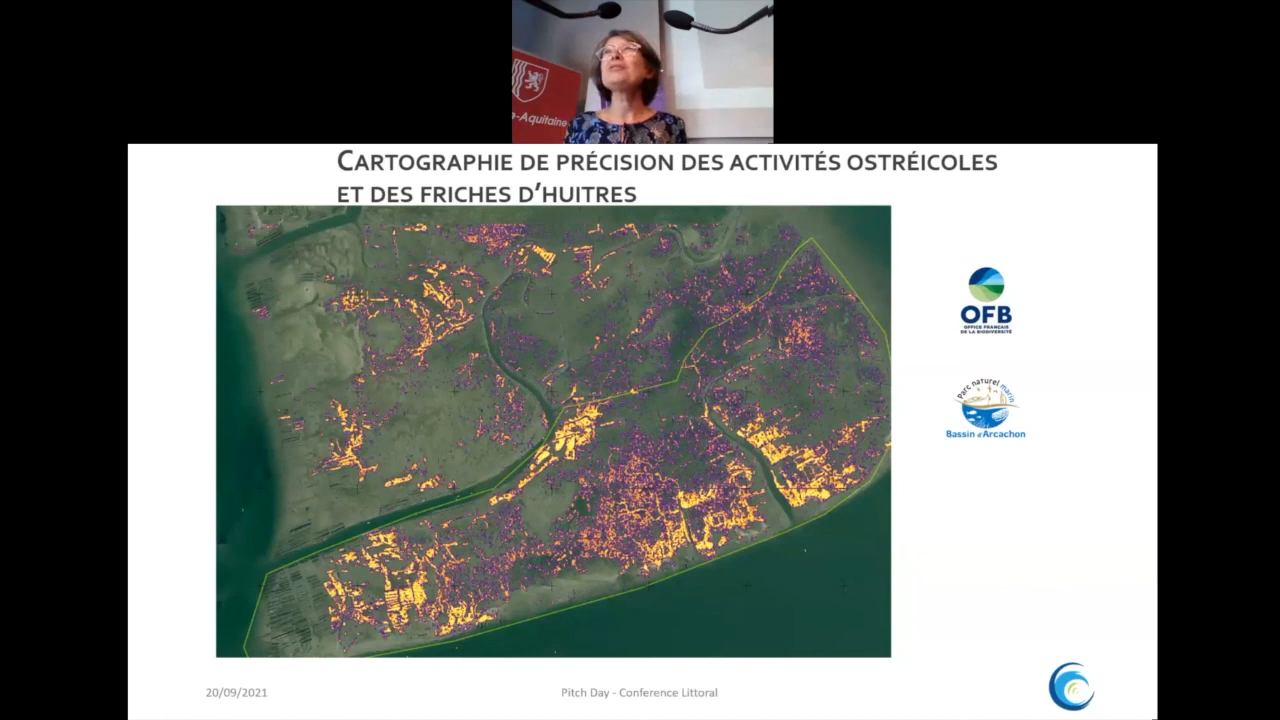 e-Aquitaine
CARTOGRAPHIE DE PRÉCISION DES ACTIVITÉS OSTRÉICOLES
ET DES FRICHES D'HUITRES
OFB
OFFICE FRANÇAIS
DE LA BIODIVERSITÉ
Parc naturel marin
Bassin d'Arcachon
20/09/2021
Pitch Day - Conference Littoral